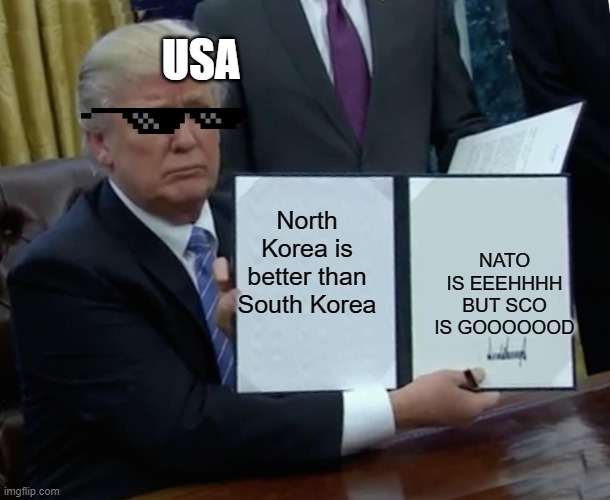 USA
North
Korea is
better than
South Korea
NATO
IS EEEHHHH
BUT SCO
IS GOOOOOOD
imgflip.com